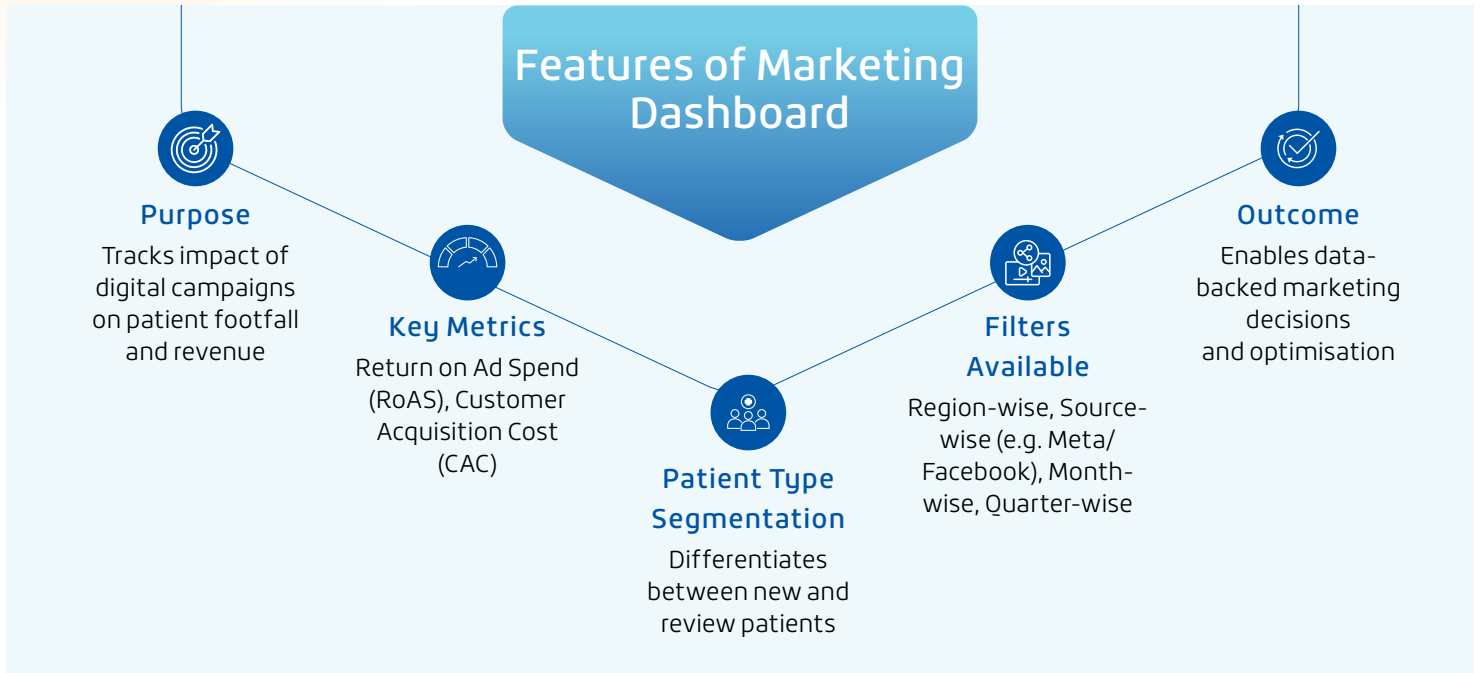 Features of Marketing
Dashboard
Purpose
Tracks impact of
digital campaigns
on patient footfall
and revenue
Key Metrics
Return on Ad Spend
(RoAS), Customer
Acquisition Cost
(CAC)
Patient Type
Segmentation
Differentiates
between new and
review patients
Filters
Available
Region-wise, Source-
wise (e.g. Meta/
Facebook), Month-
wise, Quarter-wise
Outcome
Enables data-
backed marketing
decisions
and optimisation